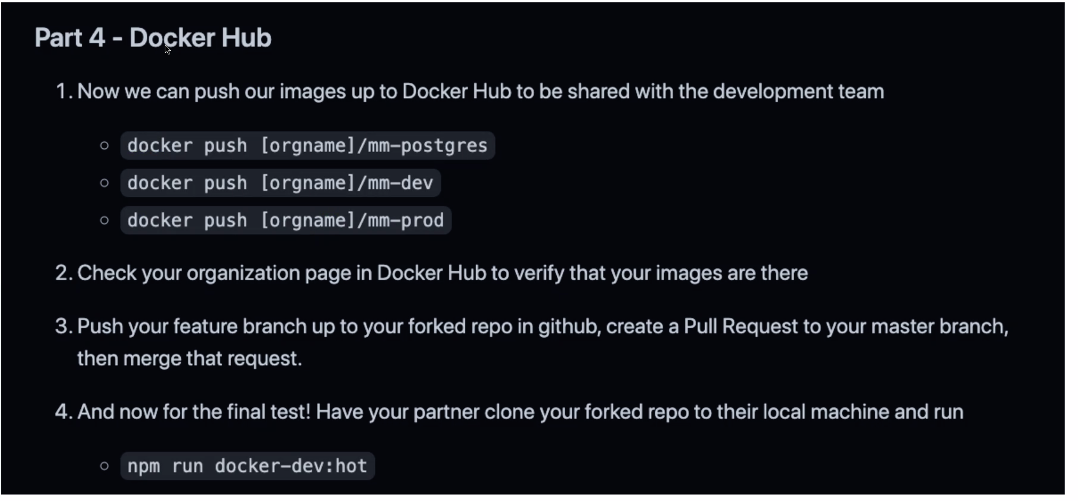 Part 4 - Docker Hub
1. Now we can push our images up to Docker Hub to be shared with the development team
docker push [orgname]/mm-postgres
docker push [orgname]/mm-dev
docker push [orgname]/mm-prod
2. Check your organization page in Docker Hub to verify that your images are there
3. Push your feature branch up to your forked repo in github, create a Pull Request to your master branch,
then merge that request.
4. And now for the final test! Have your partner clone your forked repo to their local machine and run
npm run docker-dev:hot